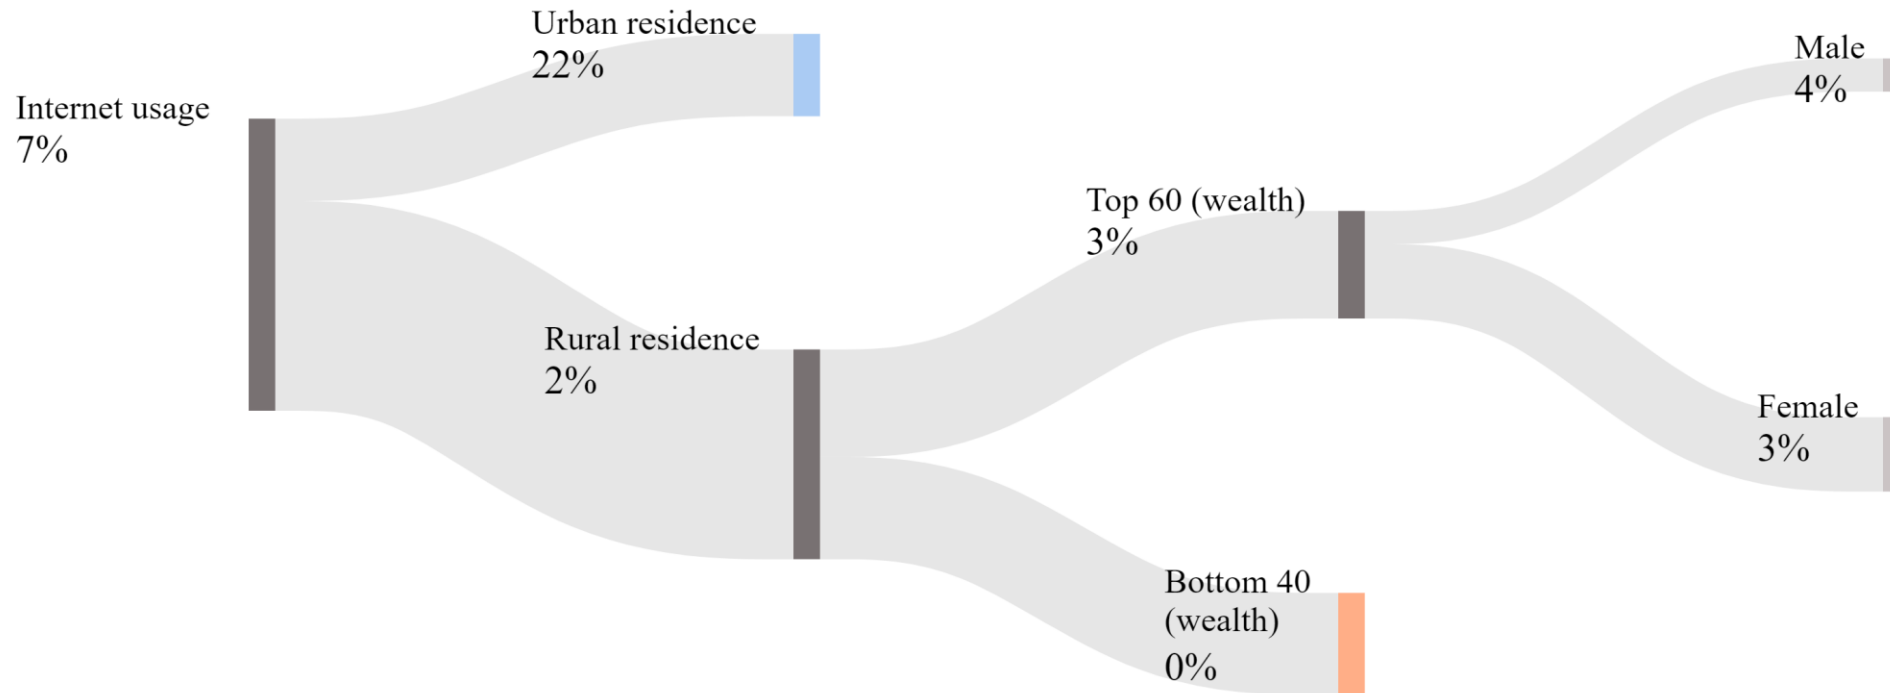 Urban residence
22%
Internet usage
7%
Rural residence
2%
Top 60 (wealth)
3%
Bottom 40
(wealth)
0%
Male
4%
Female
3%